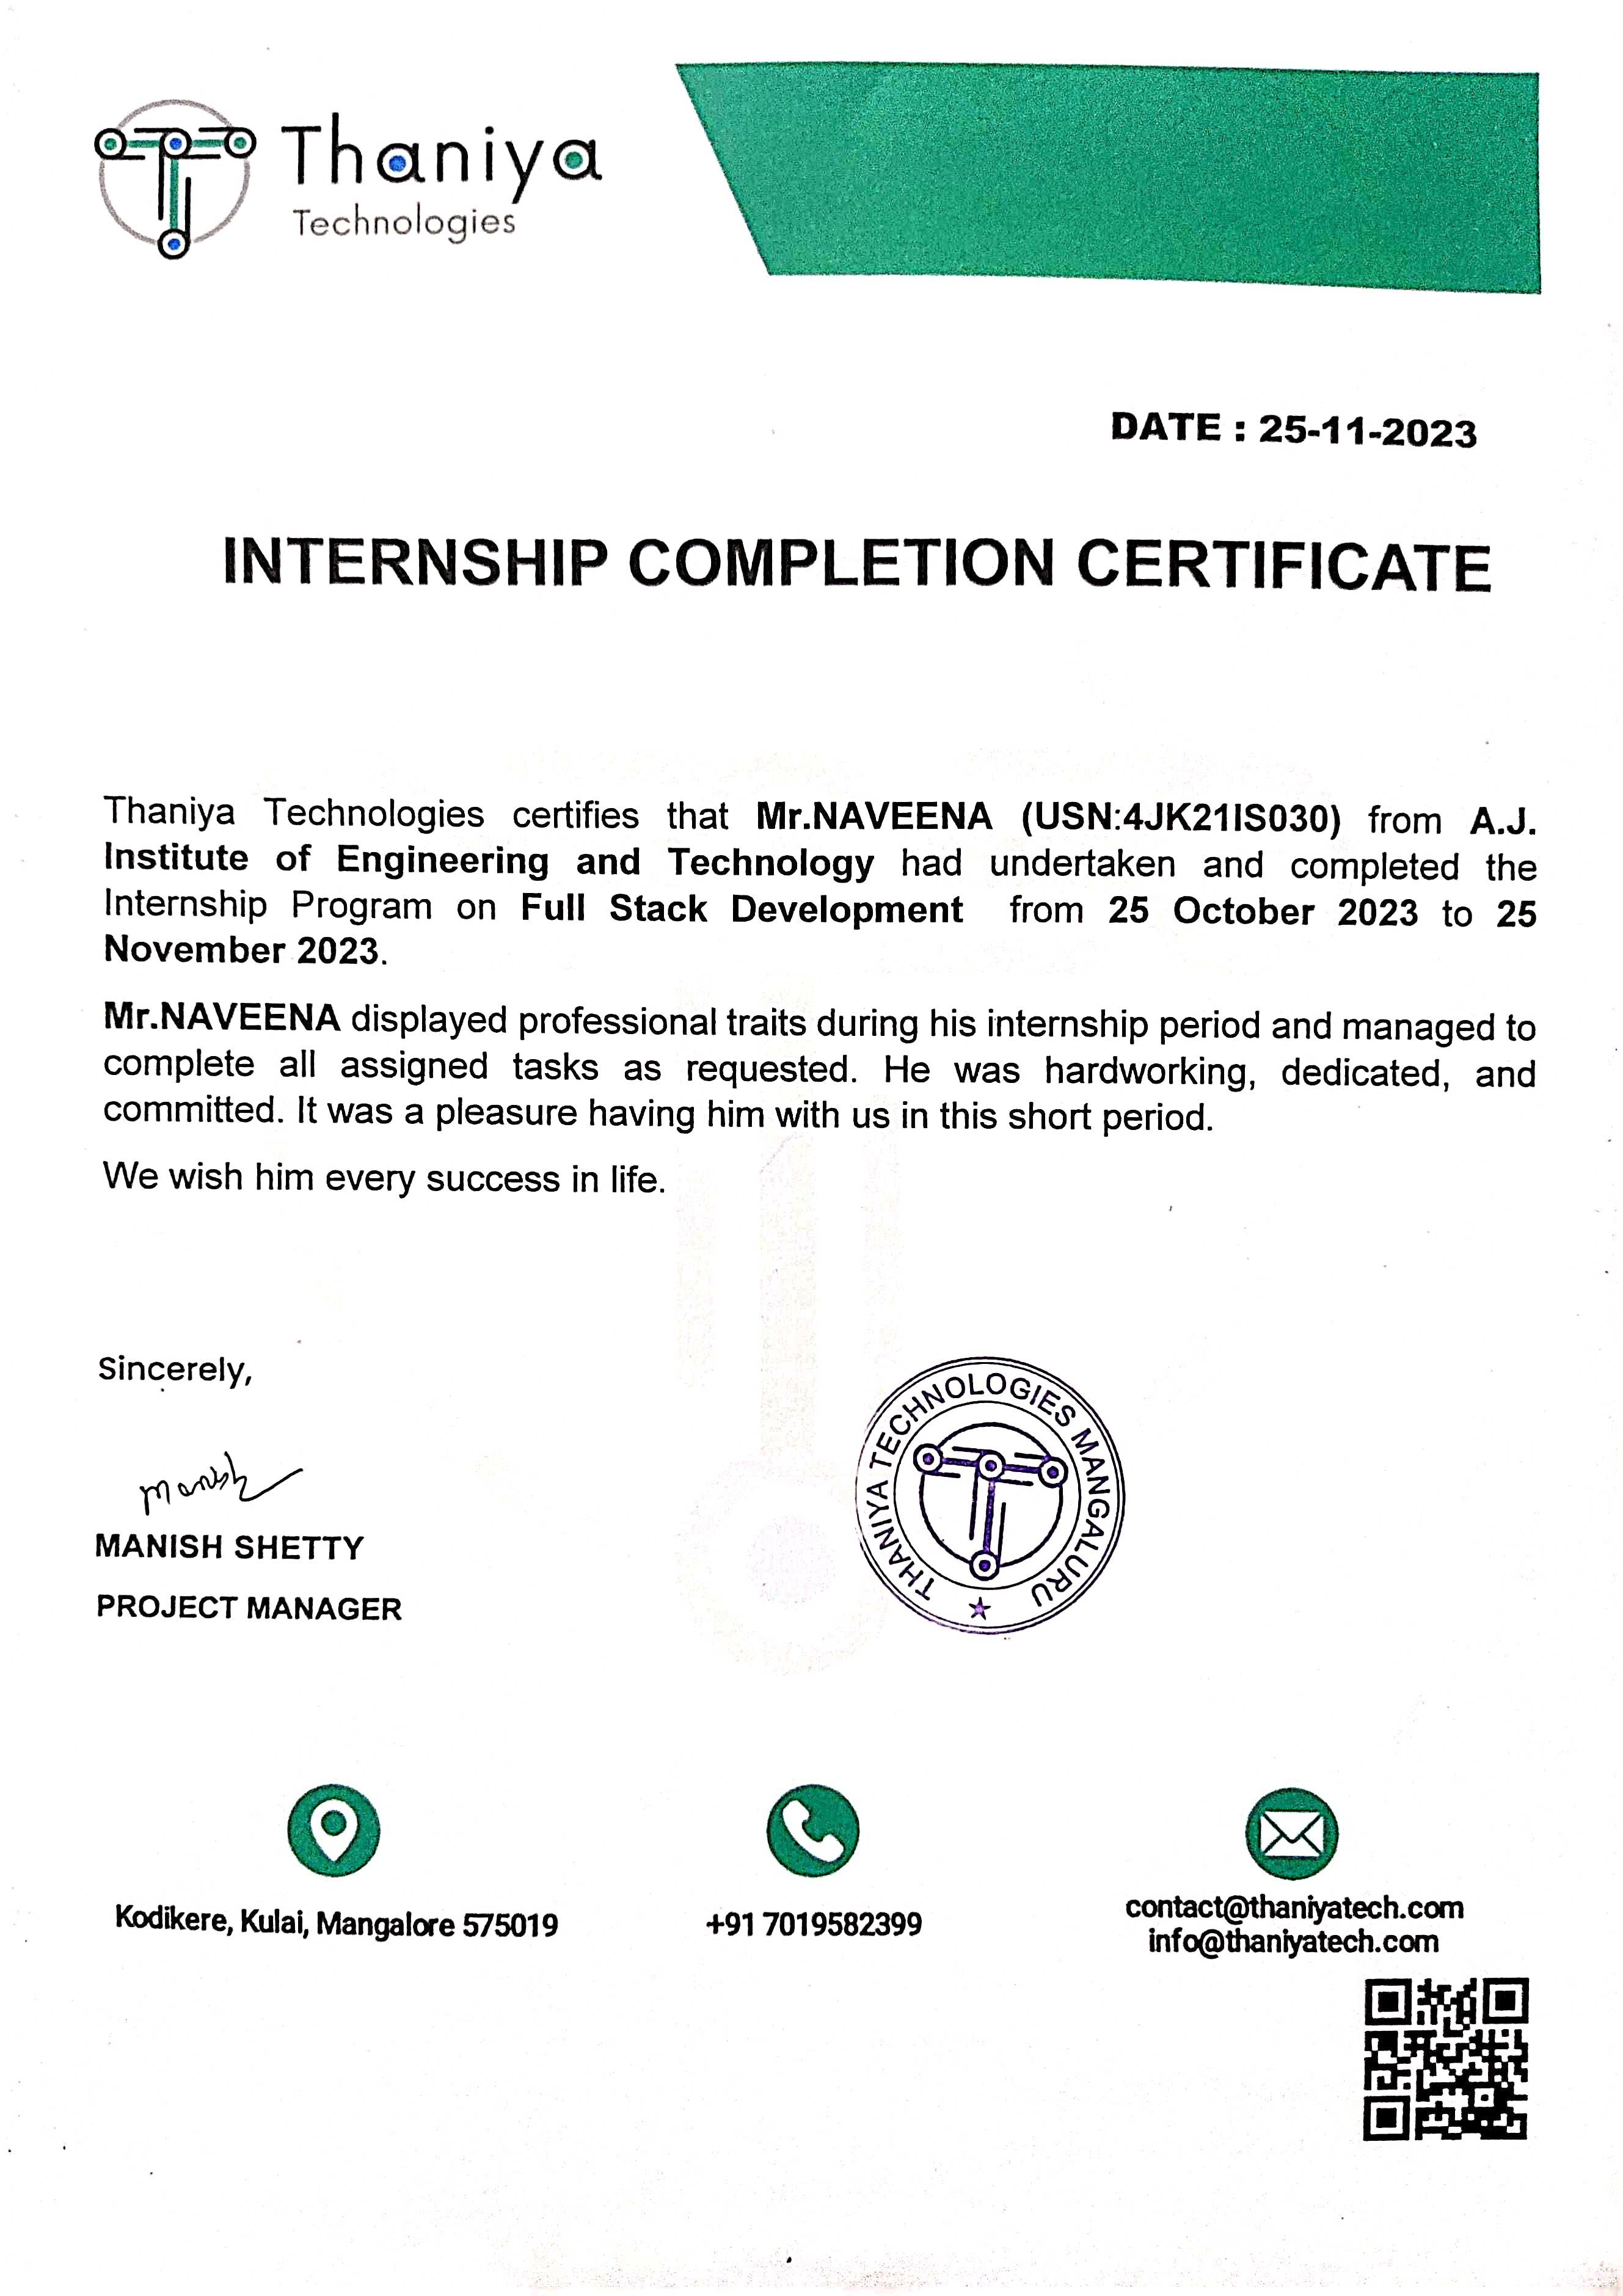 Thaniya
Technologies
DATE : 25-11-2023
INTERNSHIP COMPLETION CERTIFICATE
Thaniya Technologies certifies that Mr.NAVEENA (USN:4JK21IS030) from A.J.
Institute of Engineering and Technology had undertaken and completed the
Internship Program on Full Stack Development from 25 October 2023 to 25
November 2023.
Mr.NAVEENA displayed professional traits during his internship period and managed to
complete all assigned tasks as requested. He was hardworking, dedicated, and
committed. It was a pleasure having him with us in this short period.
We wish him every success in life.
Sincerely,
Manish
MANISH SHETTY
PROJECT MANAGER
THANIYA TECHNOLOGIES MANGALURU
Kodikere, Kulai, Mangalore 575019
+91 7019582399
contact@thaniyatech.com
info@thaniyatech.com